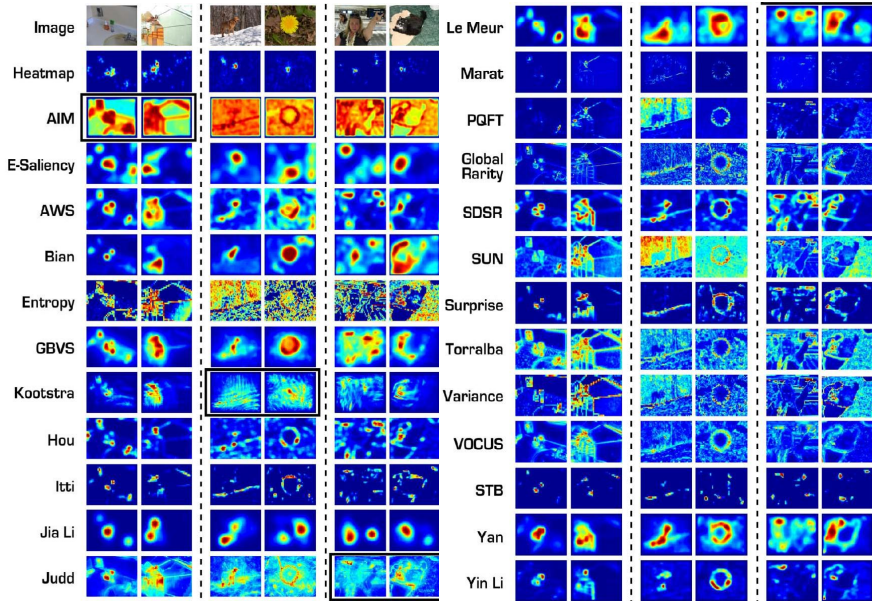 Image
Heatmap
AIM
E-Saliency
AWS
Bian
Entropy
GBVS
Kootstra
Hou
Itti
Jia Li
Judd
Le Meur
Marat
PQFT
Global
Rarity
SDSR
SUN
Surprise
Torralba
Variance
VOCUS
STB
Yan
Yin Li